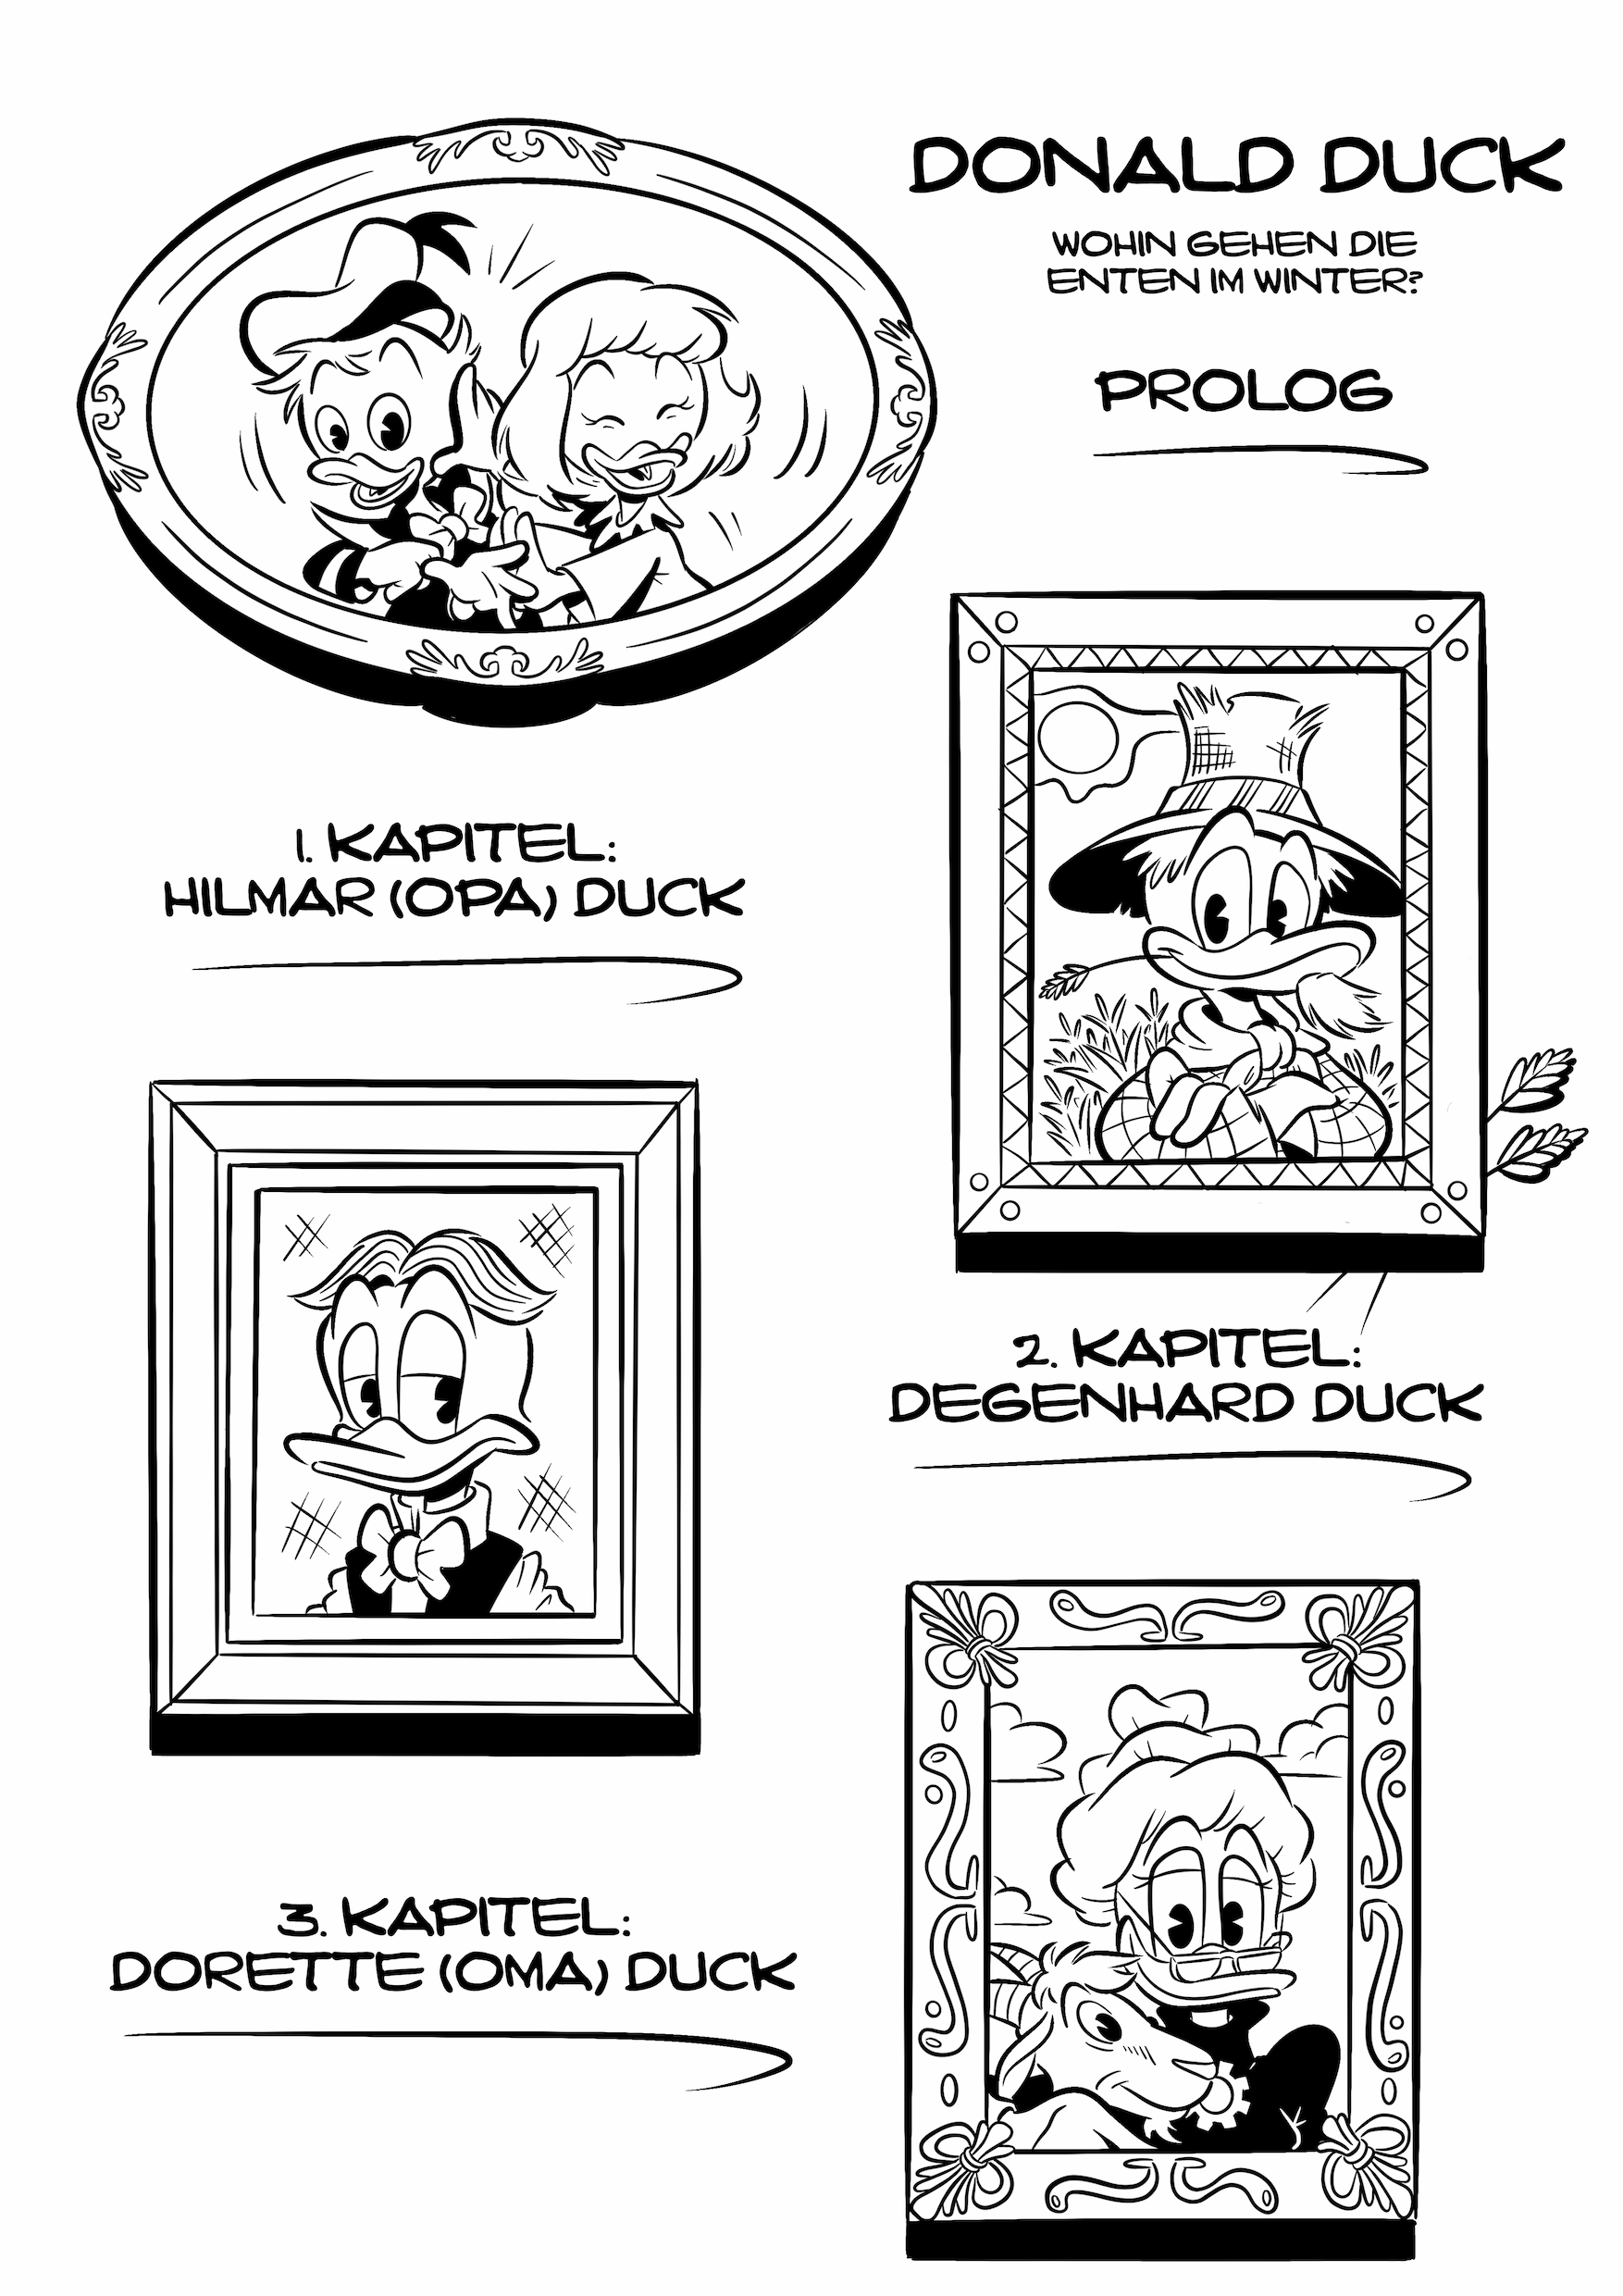 DONALD DUCK
WOHIN GEHEN DIE
ENTEN IM WINTER?
PROLOG
1. KAPITEL:
HILMAR (OPA) DUCK
2. KAPITEL:
DEGENHARD DUCK
3. KAPITEL:
DORETTE (OMA) DUCK